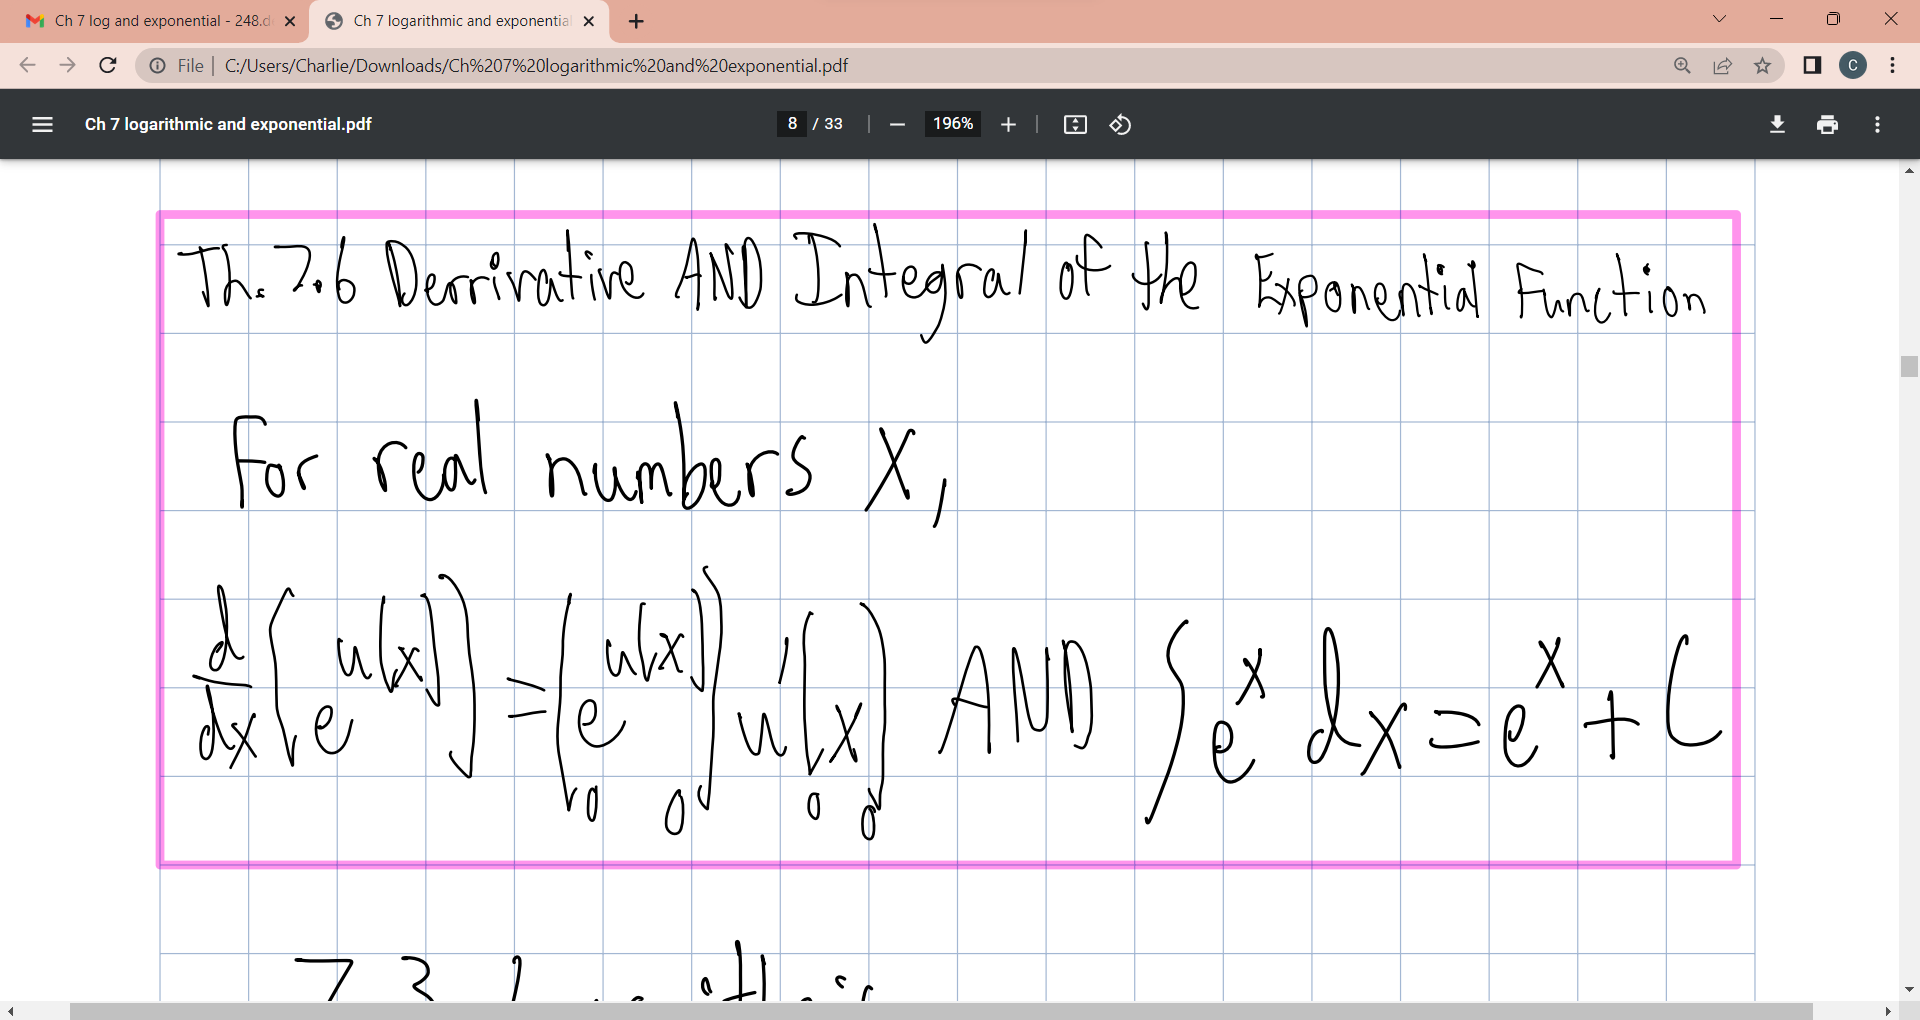 Ch 7 log and exponential - 248.d
Ch 7 logarithmic and exponentia
File | C:/Users/Charlie/Downloads/Ch%207%20logarithmic%20and%20exponential.pdf
C
Ch 7 logarithmic and exponential.pdf
8 / 33
196%
Th. 7.6 Derrivative AND Integral of the Exponential Function
For real numbers X,
d/dx (e^u(x)) = (e^u(x)) u'(x) AND ∫e^x dx = e^x + C
7.3